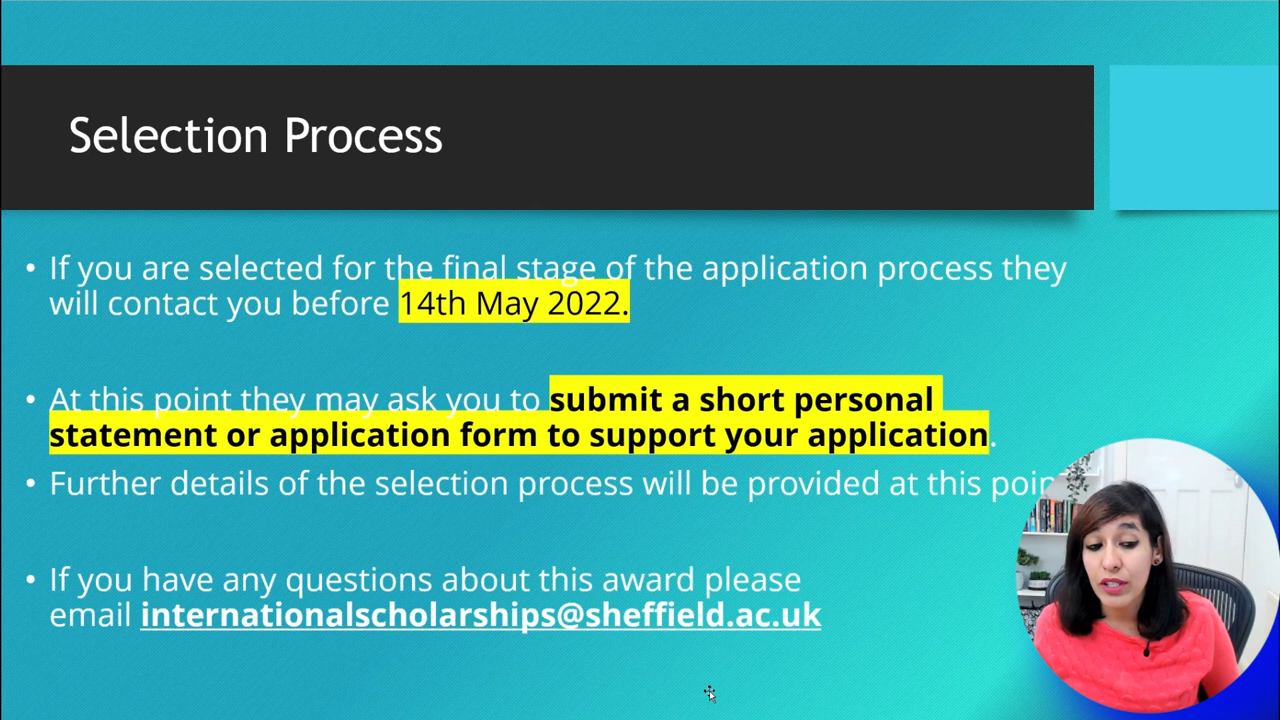 Selection Process
• If you are selected for the final stage of the application process they
will contact you before 14th May 2022.
• At this point they may ask you to submit a short personal
statement or application form to support your application.
• Further details of the selection process will be provided at this
• If you have any questions about this award please
email internationalscholarships@sheffield.ac.uk